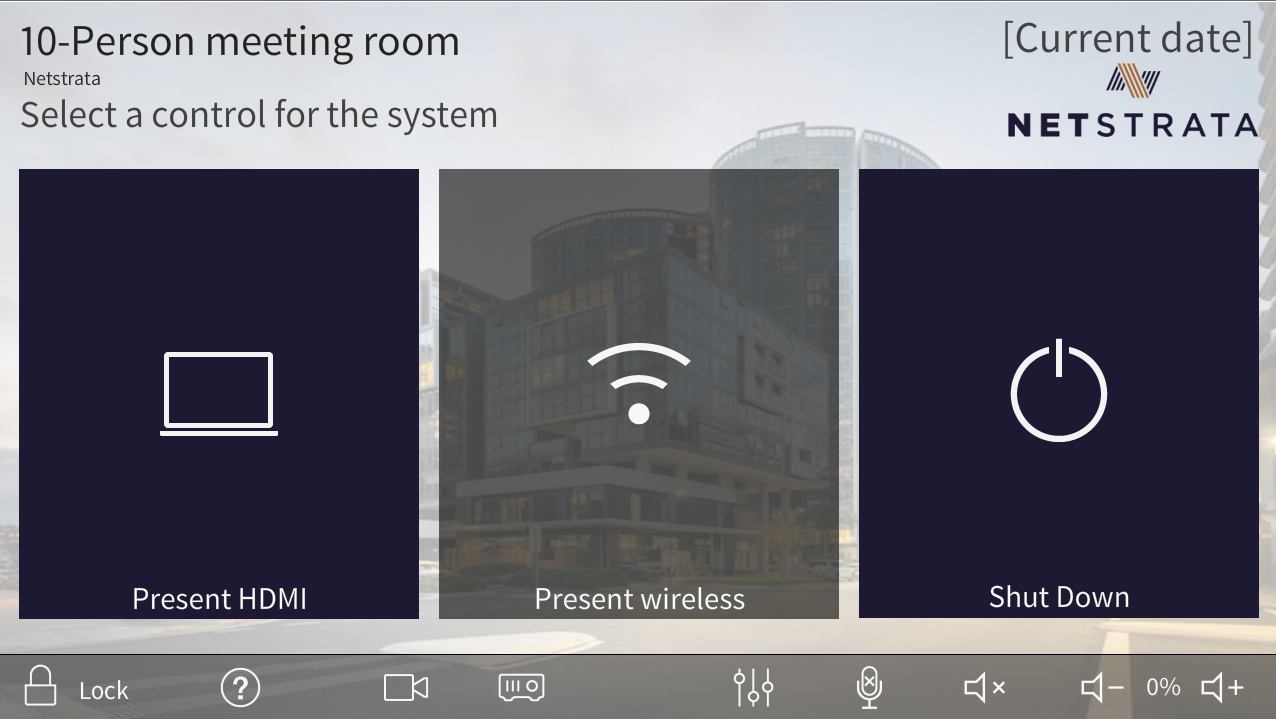 10-Person meeting room
[Current date]
Netstrata
Select a control for the system
NETSTRATA
Present HDMI
Present wireless
Shut Down
Lock
?
0%